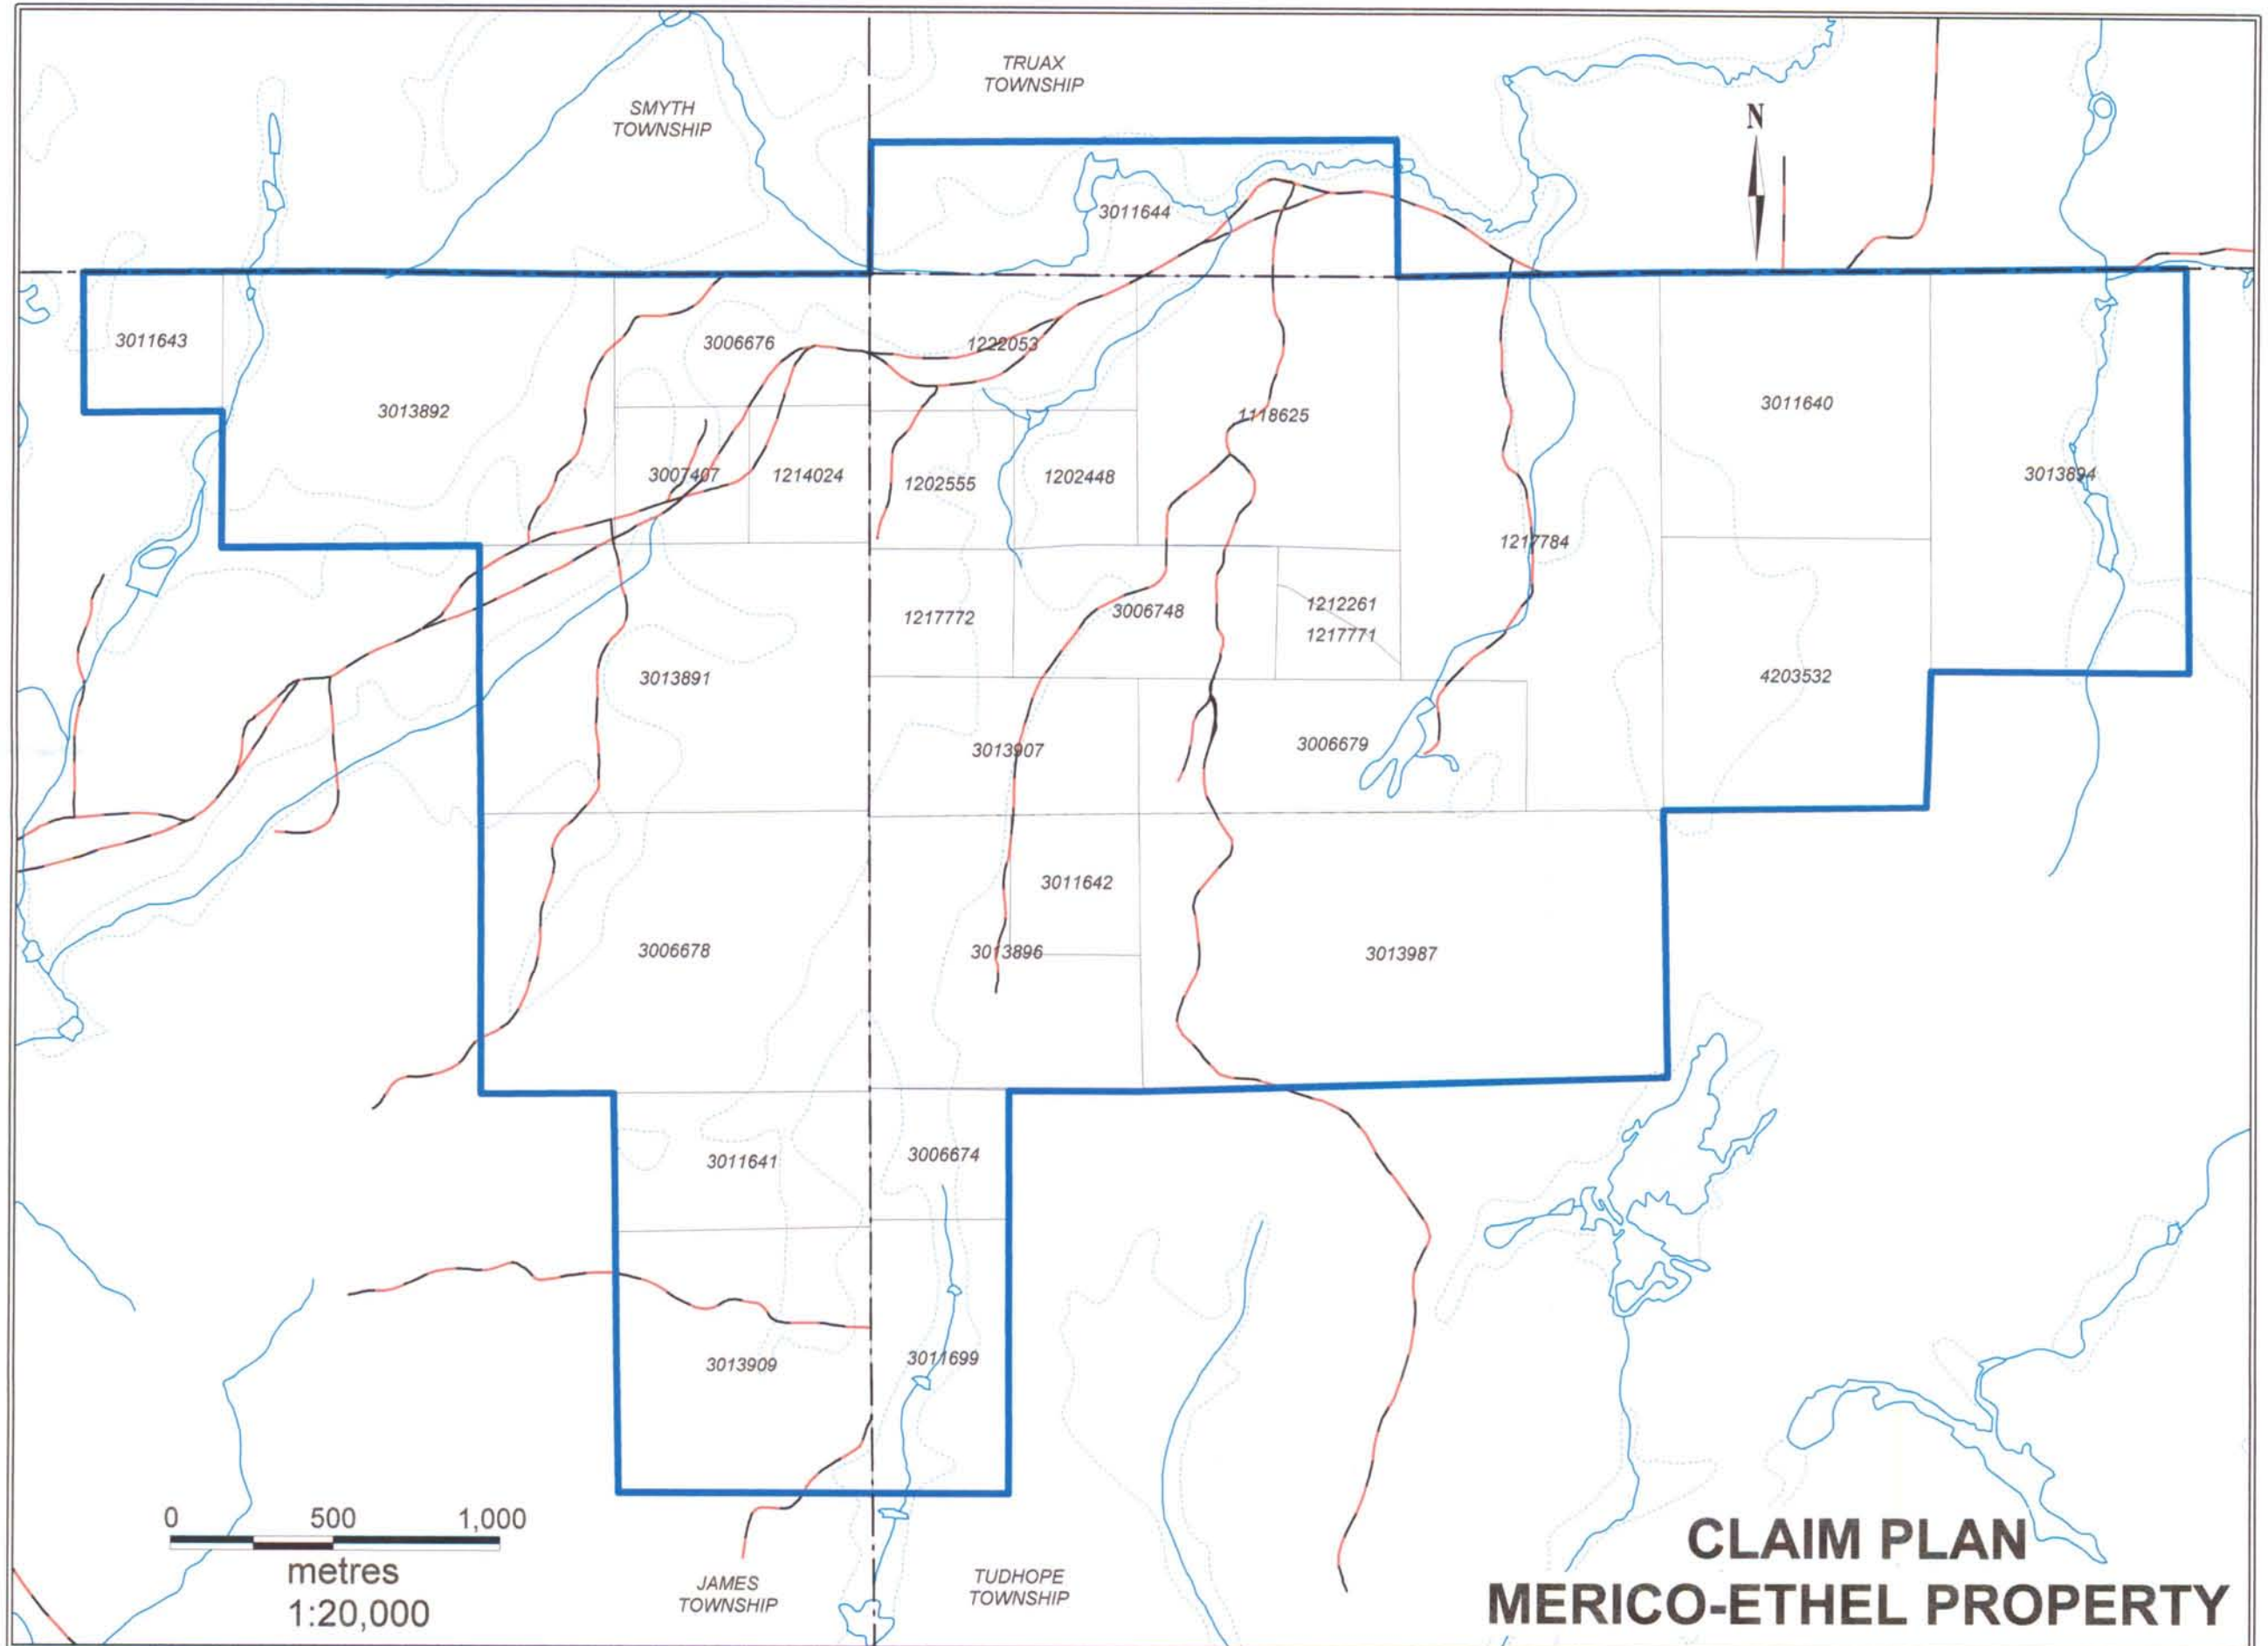 TRUAX
TOWNSHIP
SMYTH
TOWNSHIP
N
3011644
3011643
3006676
1222053
3013892
1118625
3011640
3007407
1214024
1202555
1202448
3013894
1217784
1217772
3006748
1212261
1217771
3013891
4203532
3013907
3006679
3011642
3006678
3013896
3013987
3011641
3006674
3013909
3011699
0 500 1,000
metres
1:20,000
JAMES
TOWNSHIP
TUDHOPE
TOWNSHIP
CLAIM PLAN
MERICO-ETHEL PROPERTY